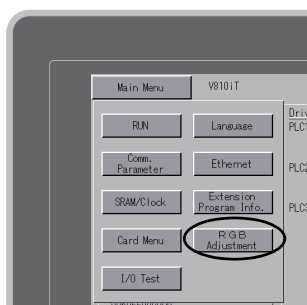 Main Menu
V810iT
RUN
Language
Driv
PLC1
Comm.
Parameter
Ethernet
PLC2
SRAM/Clock
Extension
Program Info.
PLC3
Card Menu
RGB
Adjustment
I/O Test